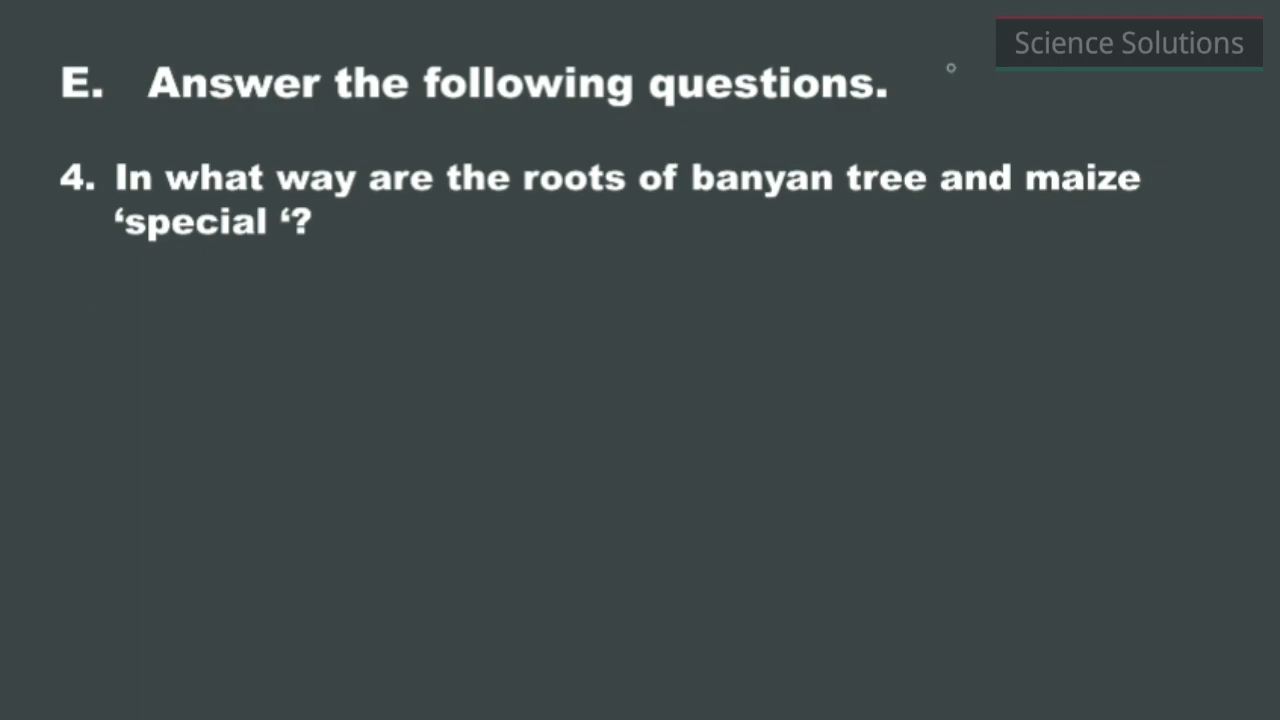 Science Solutions
E. Answer the following questions.
4. In what way are the roots of banyan tree and maize
‘special ‘?